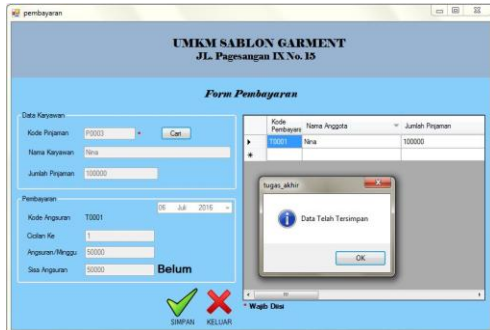 pembayaran
UMKM SABLON GARMENT
JL. Pagesangan IX No. 15
Form Pembayaran
Data Karyawan
Kode Pinjaman P0003 * Cari
Nama Karyawan Nina
Jumlah Pinjaman 100000
Pembayaran
06 Juli 2016
Kode Angsuran T0001
Cicilan Ke 1
Angsuran/Minggu 50000
Sisa Angsuran 50000 Belum
SIMPAN KELUAR
Kode Pembayara Nama Anggota Jumlah Pinjaman
T0001 Nina 100000
tugas_akhir
Data Telah Tersimpan
OK
* Wajib Diisi